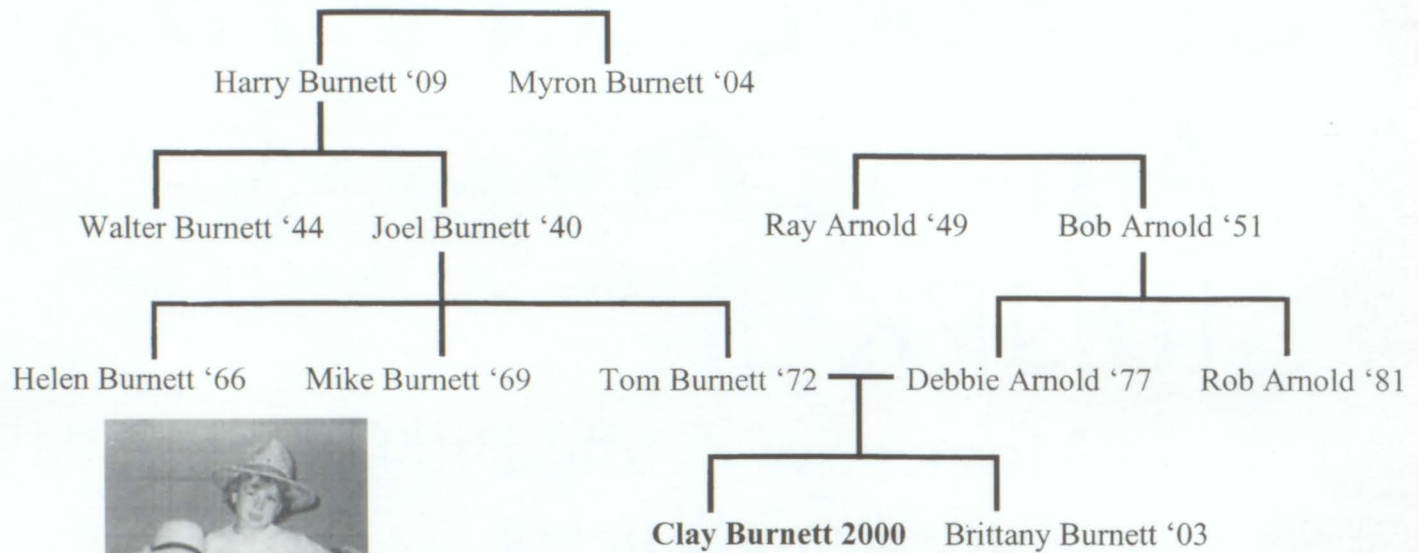 Harry Burnett ‘09 Myron Burnett ‘04
Walter Burnett ‘44 Joel Burnett ‘40 Ray Arnold ‘49 Bob Arnold ‘51
Helen Burnett ‘66 Mike Burnett ‘69 Tom Burnett ‘72 Debbie Arnold ‘77 Rob Arnold ‘81
Clay Burnett 2000 Brittany Burnett ‘03